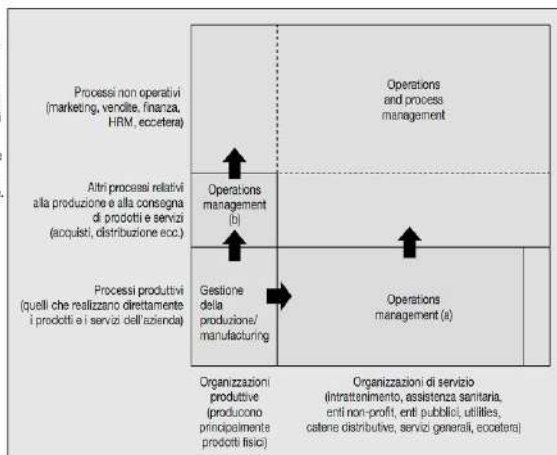 Processi non operativi
(marketing, vendite, finanza,
HRM, eccetera)
Operations
and process
management
Altri processi relativi
alla produzione e alla consegna
di prodotti e servizi
(acquisti, distribuzione ecc.)
Operations
management
(b)
Processi produttivi
(quelli che realizzano direttamente
i prodotti e i servizi dell'azienda)
Gestione
della
produzione/
manufacturing
Operations
management (a)
Organizzazioni
produttive
(producono
principalmente
prodotti fisici)
Organizzazioni di servizio
(intrattenimento, assistenza sanitaria,
enti non-profit, enti pubblici, utilities,
catene distributive, servizi generali, eccetera)